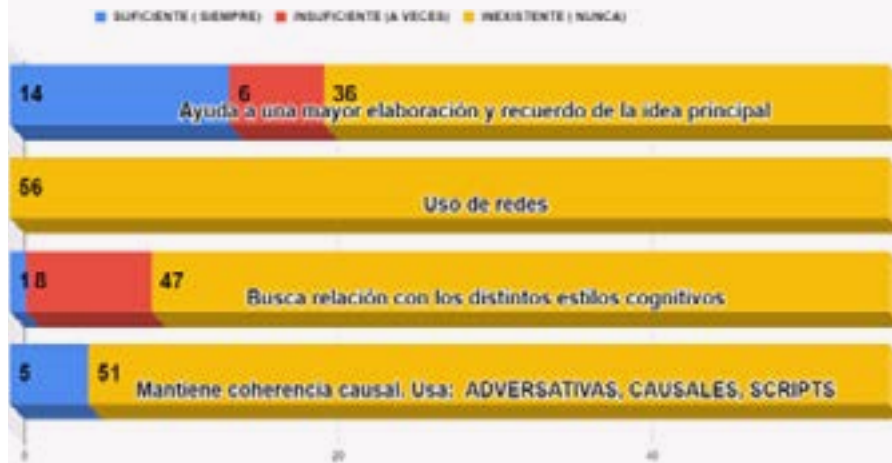 SUFICIENTE ( SIEMPRE) INSUFICIENTE (A VECES) INEXISTENTE ( NUNCA)
14 6 36
Ayuda a una mayor elaboración y recuerdo de la idea principal
56
Uso de redes
1 8 47
Busca relación con los distintos estilos cognitivos
5 51
Mantiene coherencia causal. Usa: ADVERSATIVAS, CAUSALES, SCRIPTS
0 20 40